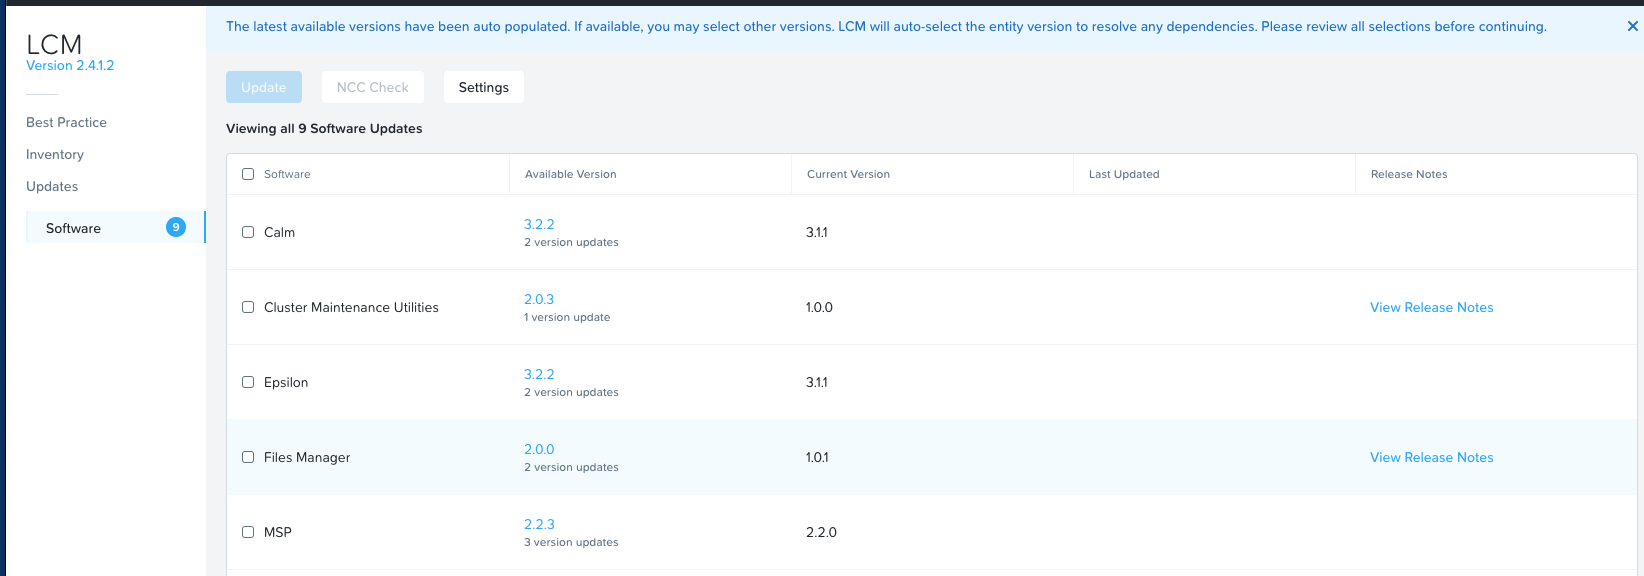 The latest available versions have been auto populated. If available, you may select other versions. LCM will auto-select the entity version to resolve any dependencies. Please review all selections before continuing.
LCM
Version 2.4.1.2
Best Practice
Inventory
Updates
Software 9
Update NCC Check Settings
Viewing all 9 Software Updates
Software Available Version Current Version Last Updated Release Notes
Calm 3.2.2 3.1.1
2 version updates
Cluster Maintenance Utilities 2.0.3 1.0.0 View Release Notes
1 version update
Epsilon 3.2.2 3.1.1
2 version updates
Files Manager 2.0.0 1.0.1 View Release Notes
2 version updates
MSP 2.2.3 2.2.0
3 version updates